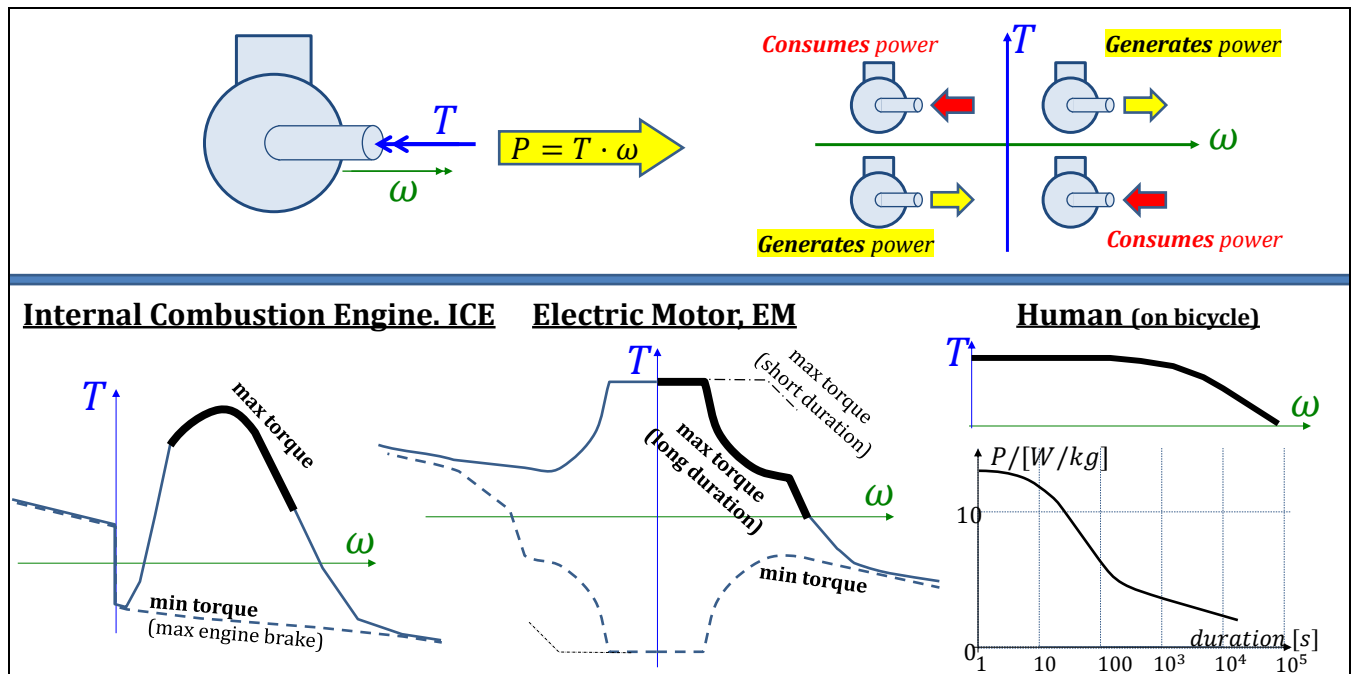 T
ω
P = T · ω
Consumes power
T
Generates power
ω
Generates power
Consumes power
Internal Combustion Engine. ICE
T
max torque
ω
min torque
(max engine brake)
Electric Motor, EM
T
max torque
(short duration)
max torque
(long duration)
ω
min torque
Human (on bicycle)
T
ω
P/[W/kg]
10
0
duration [s]
1 10 100 10³ 10⁴ 10⁵